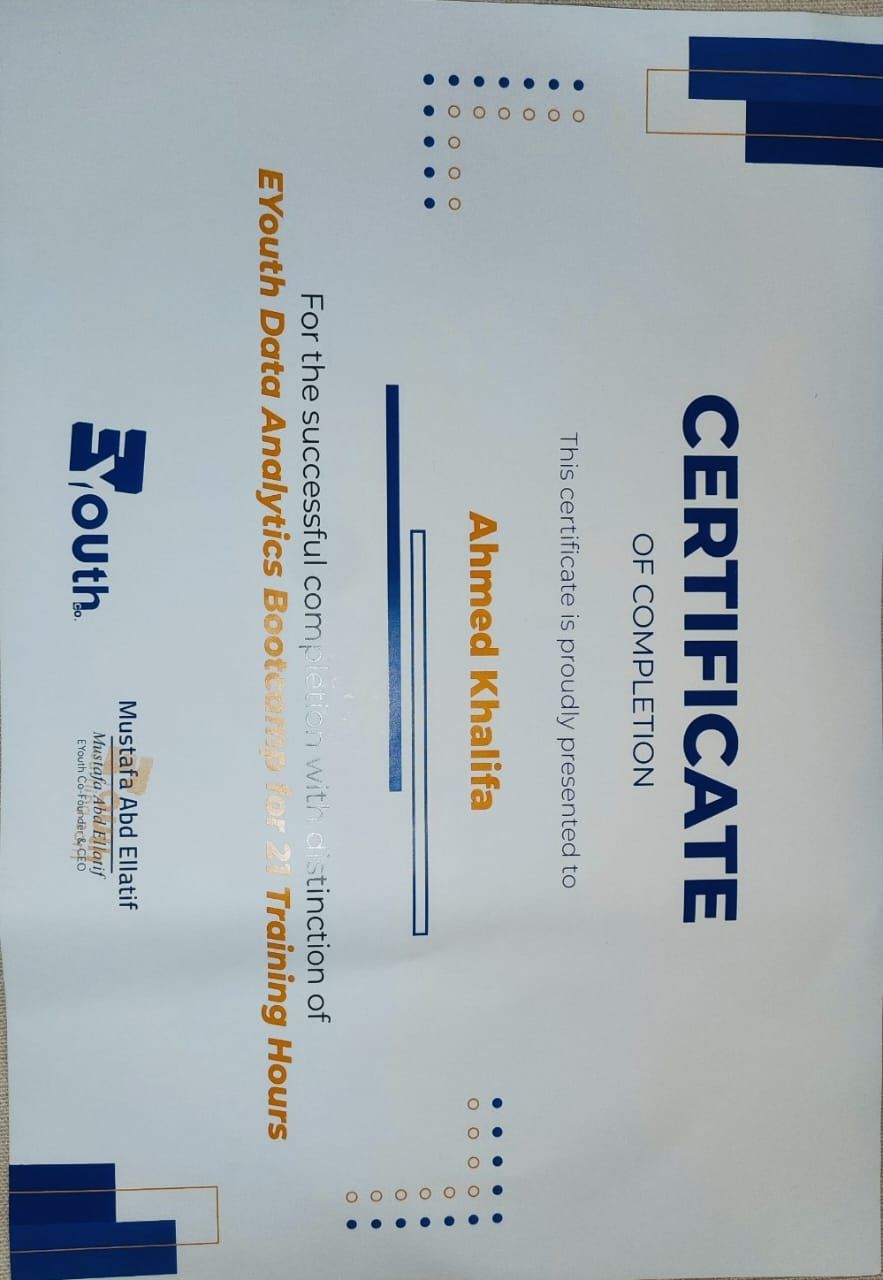 CERTIFICATE
OF COMPLETION
This certificate is proudly presented to
Ahmed Khalifa
For the successful completion with distinction of
EYouth Data Analytics Bootcamp for 21 Training Hours
EYouth co.
Mustafa Abd Ellatif
Mustafa Abd Ellatif
EYouth Co-Founder & CEO